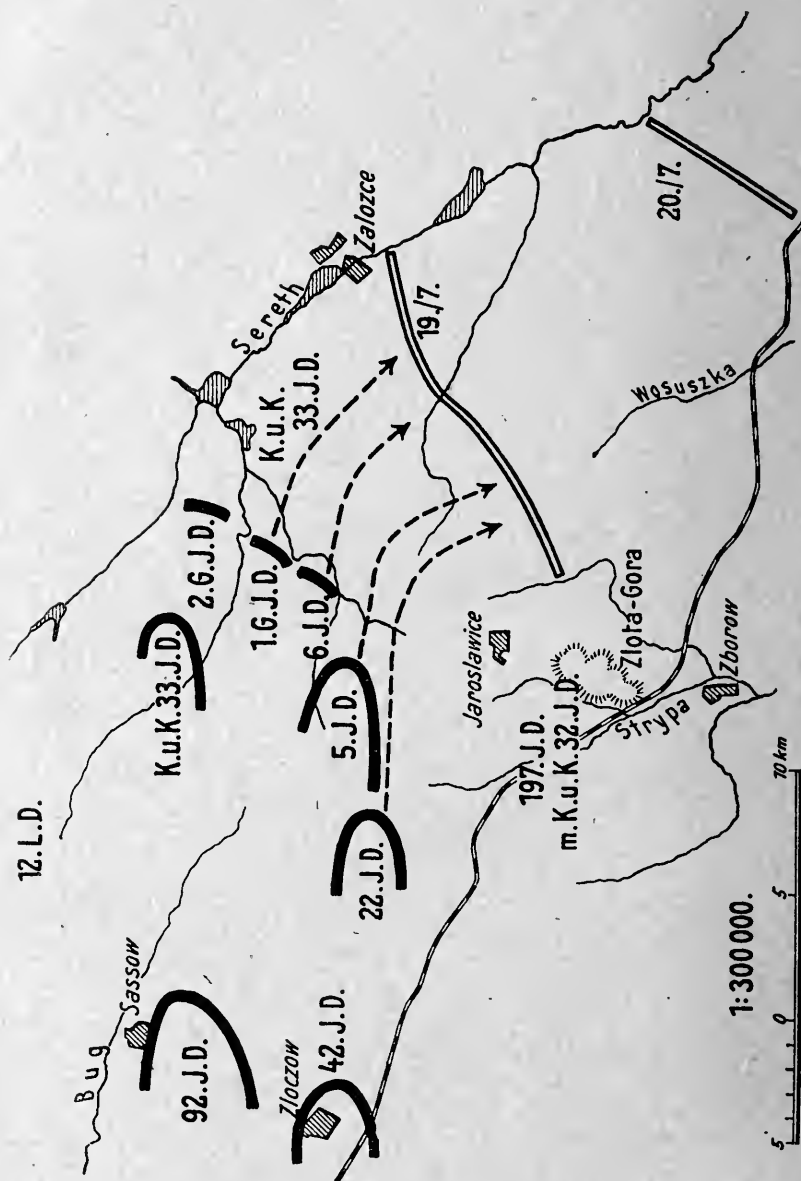 Bug
Sassow
92.J.D.
Zloczow
42.J.D.
12.L.D.
K.u.K.33.J.D.
22.J.D.
5.J.D.
2.G.J.D.
1.G.J.D.
6.J.D.
K.u.K.
33.J.D.
Sereth
Zalozce
19./7.
20./7.
Wosuszka
Jaroslawice
Zlota-Gora
197.J.D.
m.K.u.K.32.J.D.
Strypa
Zborow
1:300000.
5 0 5 10 km